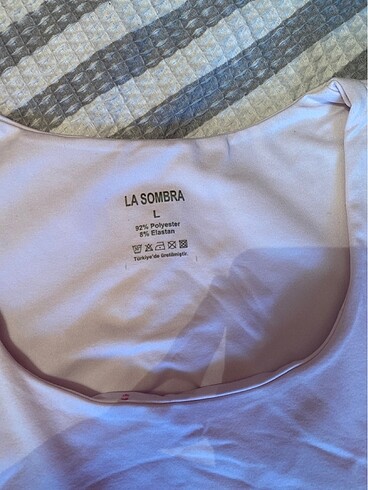 LA SOMBRA
L
92% Polyester
8% Elastan
Türkiye'de üretilmiştir.